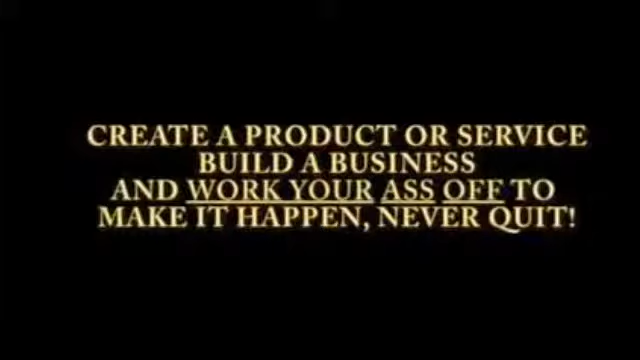 CREATE A PRODUCT OR SERVICE
BUILD A BUSINESS
AND WORK YOUR ASS OFF TO
MAKE IT HAPPEN, NEVER QUIT!